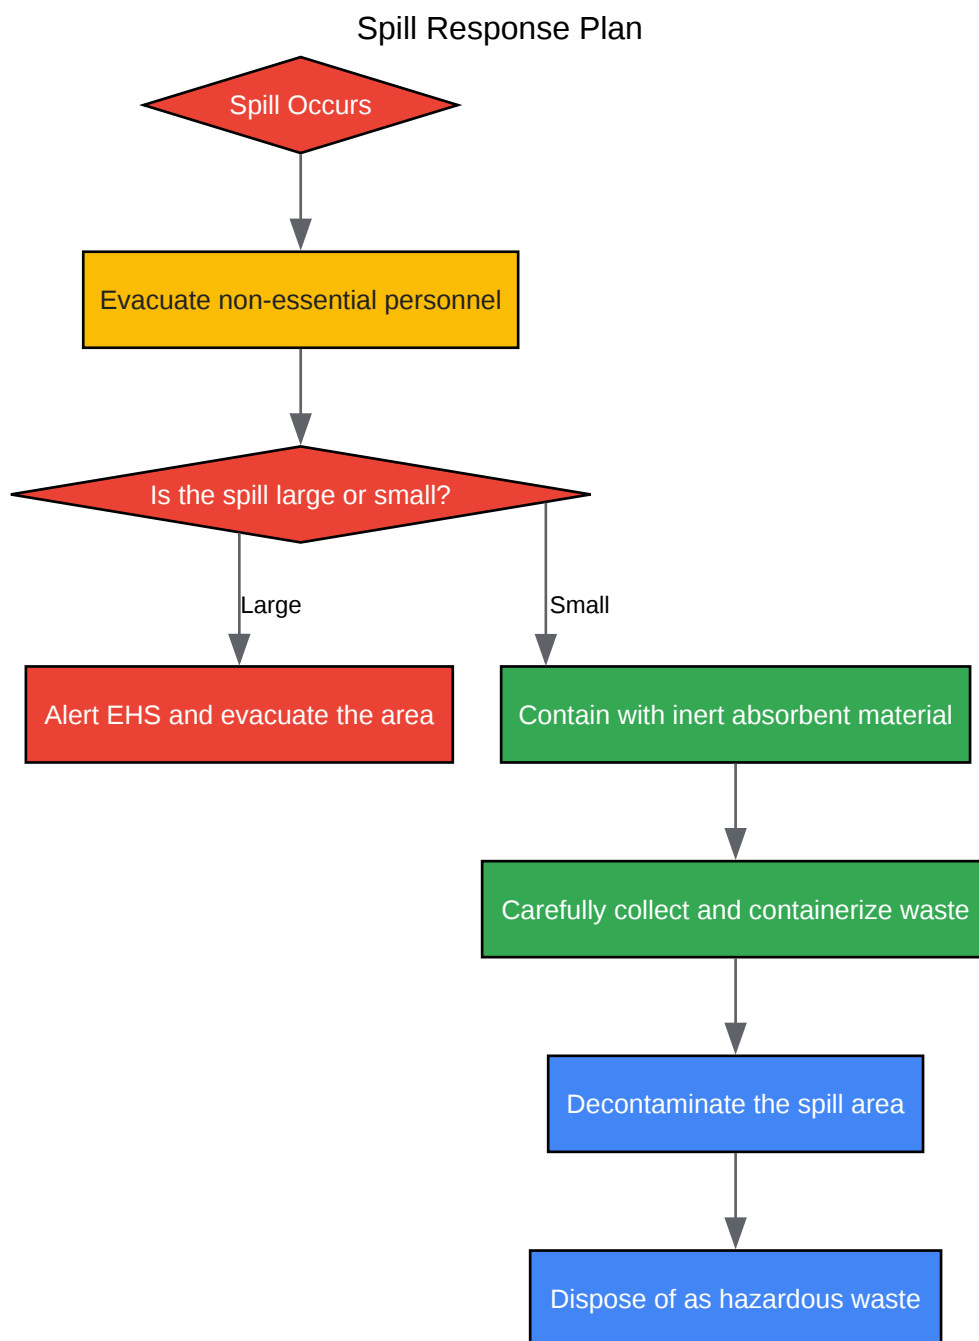 Spill Response Plan
Spill Occurs
Evacuate non-essential personnel
Is the spill large or small?
Large
Small
Alert EHS and evacuate the area
Contain with inert absorbent material
Carefully collect and containerize waste
Decontaminate the spill area
Dispose of as hazardous waste